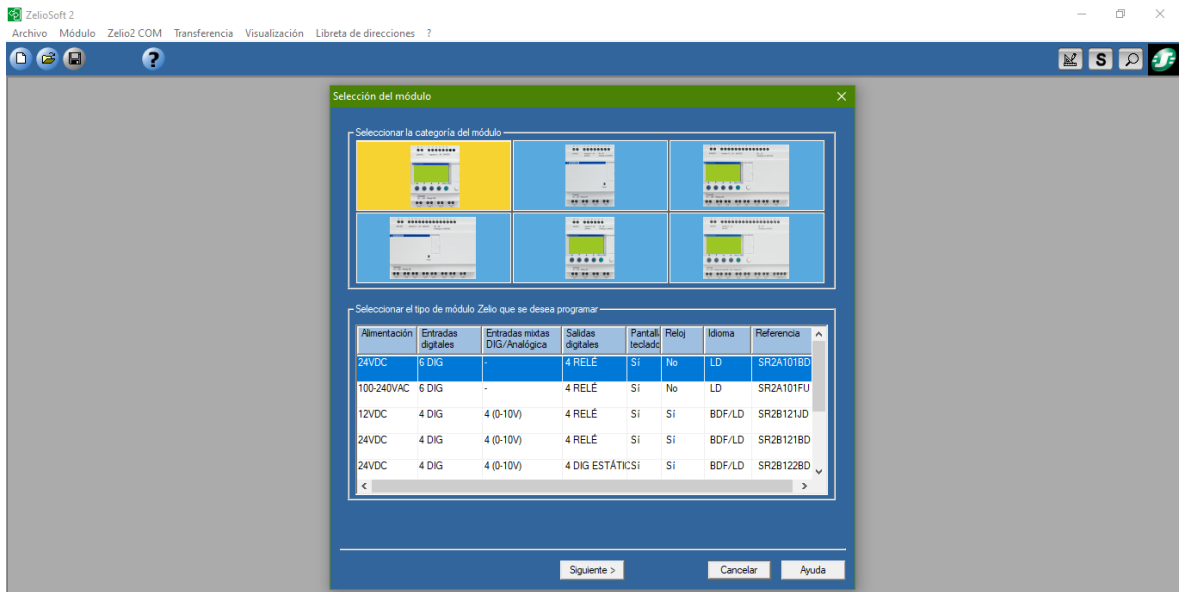 ZelioSoft 2
Archivo Módulo Zelio2 COM Transferencia Visualización Libreta de direcciones ?
Selección del módulo
Seleccionar la categoría del módulo
Seleccionar el tipo de módulo Zelio que se desea programar
Alimentación Entradas digitales Entradas mixtas DIG/Analógica Salidas digitales Pantall teclado Reloj Idioma Referencia
24VDC 6 DIG - 4 RELÉ Sí No LD SR2A101BD
100-240VAC 6 DIG - 4 RELÉ Sí No LD SR2A101FU
12VDC 4 DIG 4 (0-10V) 4 RELÉ Sí Sí BDF/LD SR2B121JD
24VDC 4 DIG 4 (0-10V) 4 RELÉ Sí Sí BDF/LD SR2B121BD
24VDC 4 DIG 4 (0-10V) 4 DIG ESTÁTIC Sí Sí BDF/LD SR2B122BD
Siguiente > Cancelar Ayuda